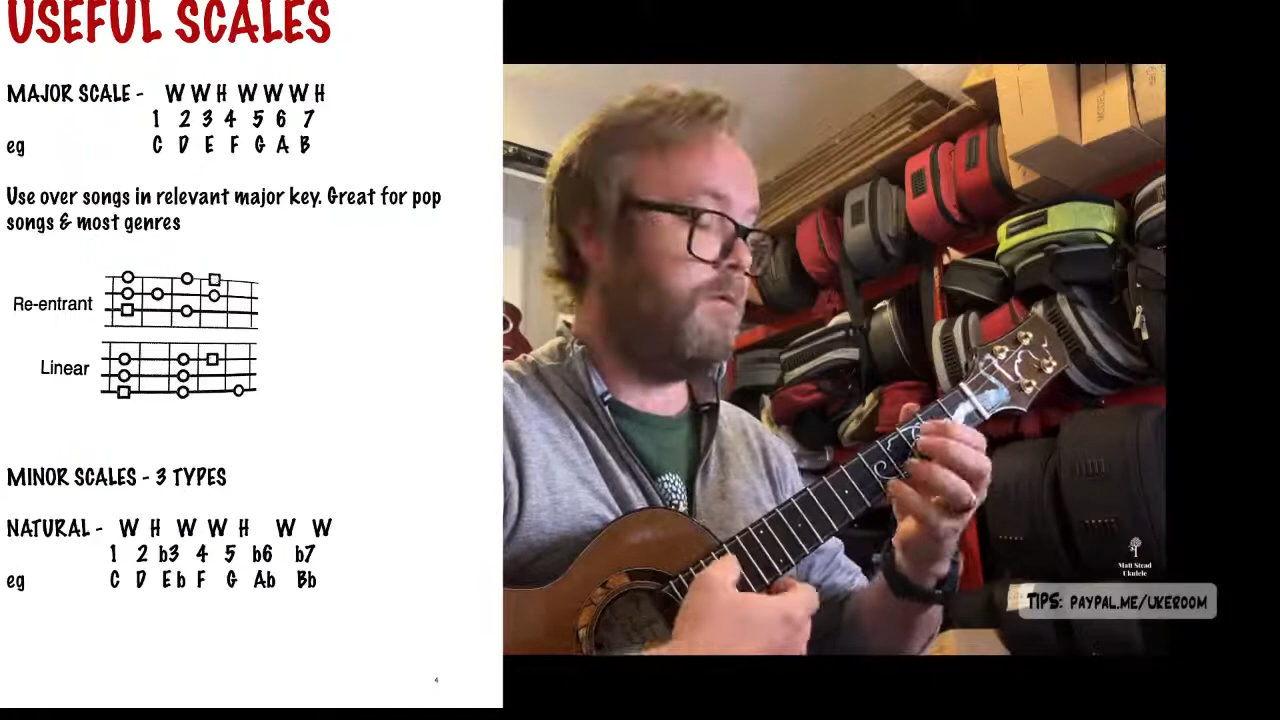 USEFUL SCALES
MAJOR SCALE - W W H W W W H
1 2 3 4 5 6 7
eg C D E F G A B
Use over songs in relevant major key. Great for pop
songs & most genres
Re-entrant
Linear
MINOR SCALES - 3 TYPES
NATURAL - W H W W H W W
1 2 b3 4 5 b6 b7
eg C D Eb F G Ab Bb
4
MODEL
Matt Stead
Ukulele
TIPS: PAYPAL.ME/UKEROOM